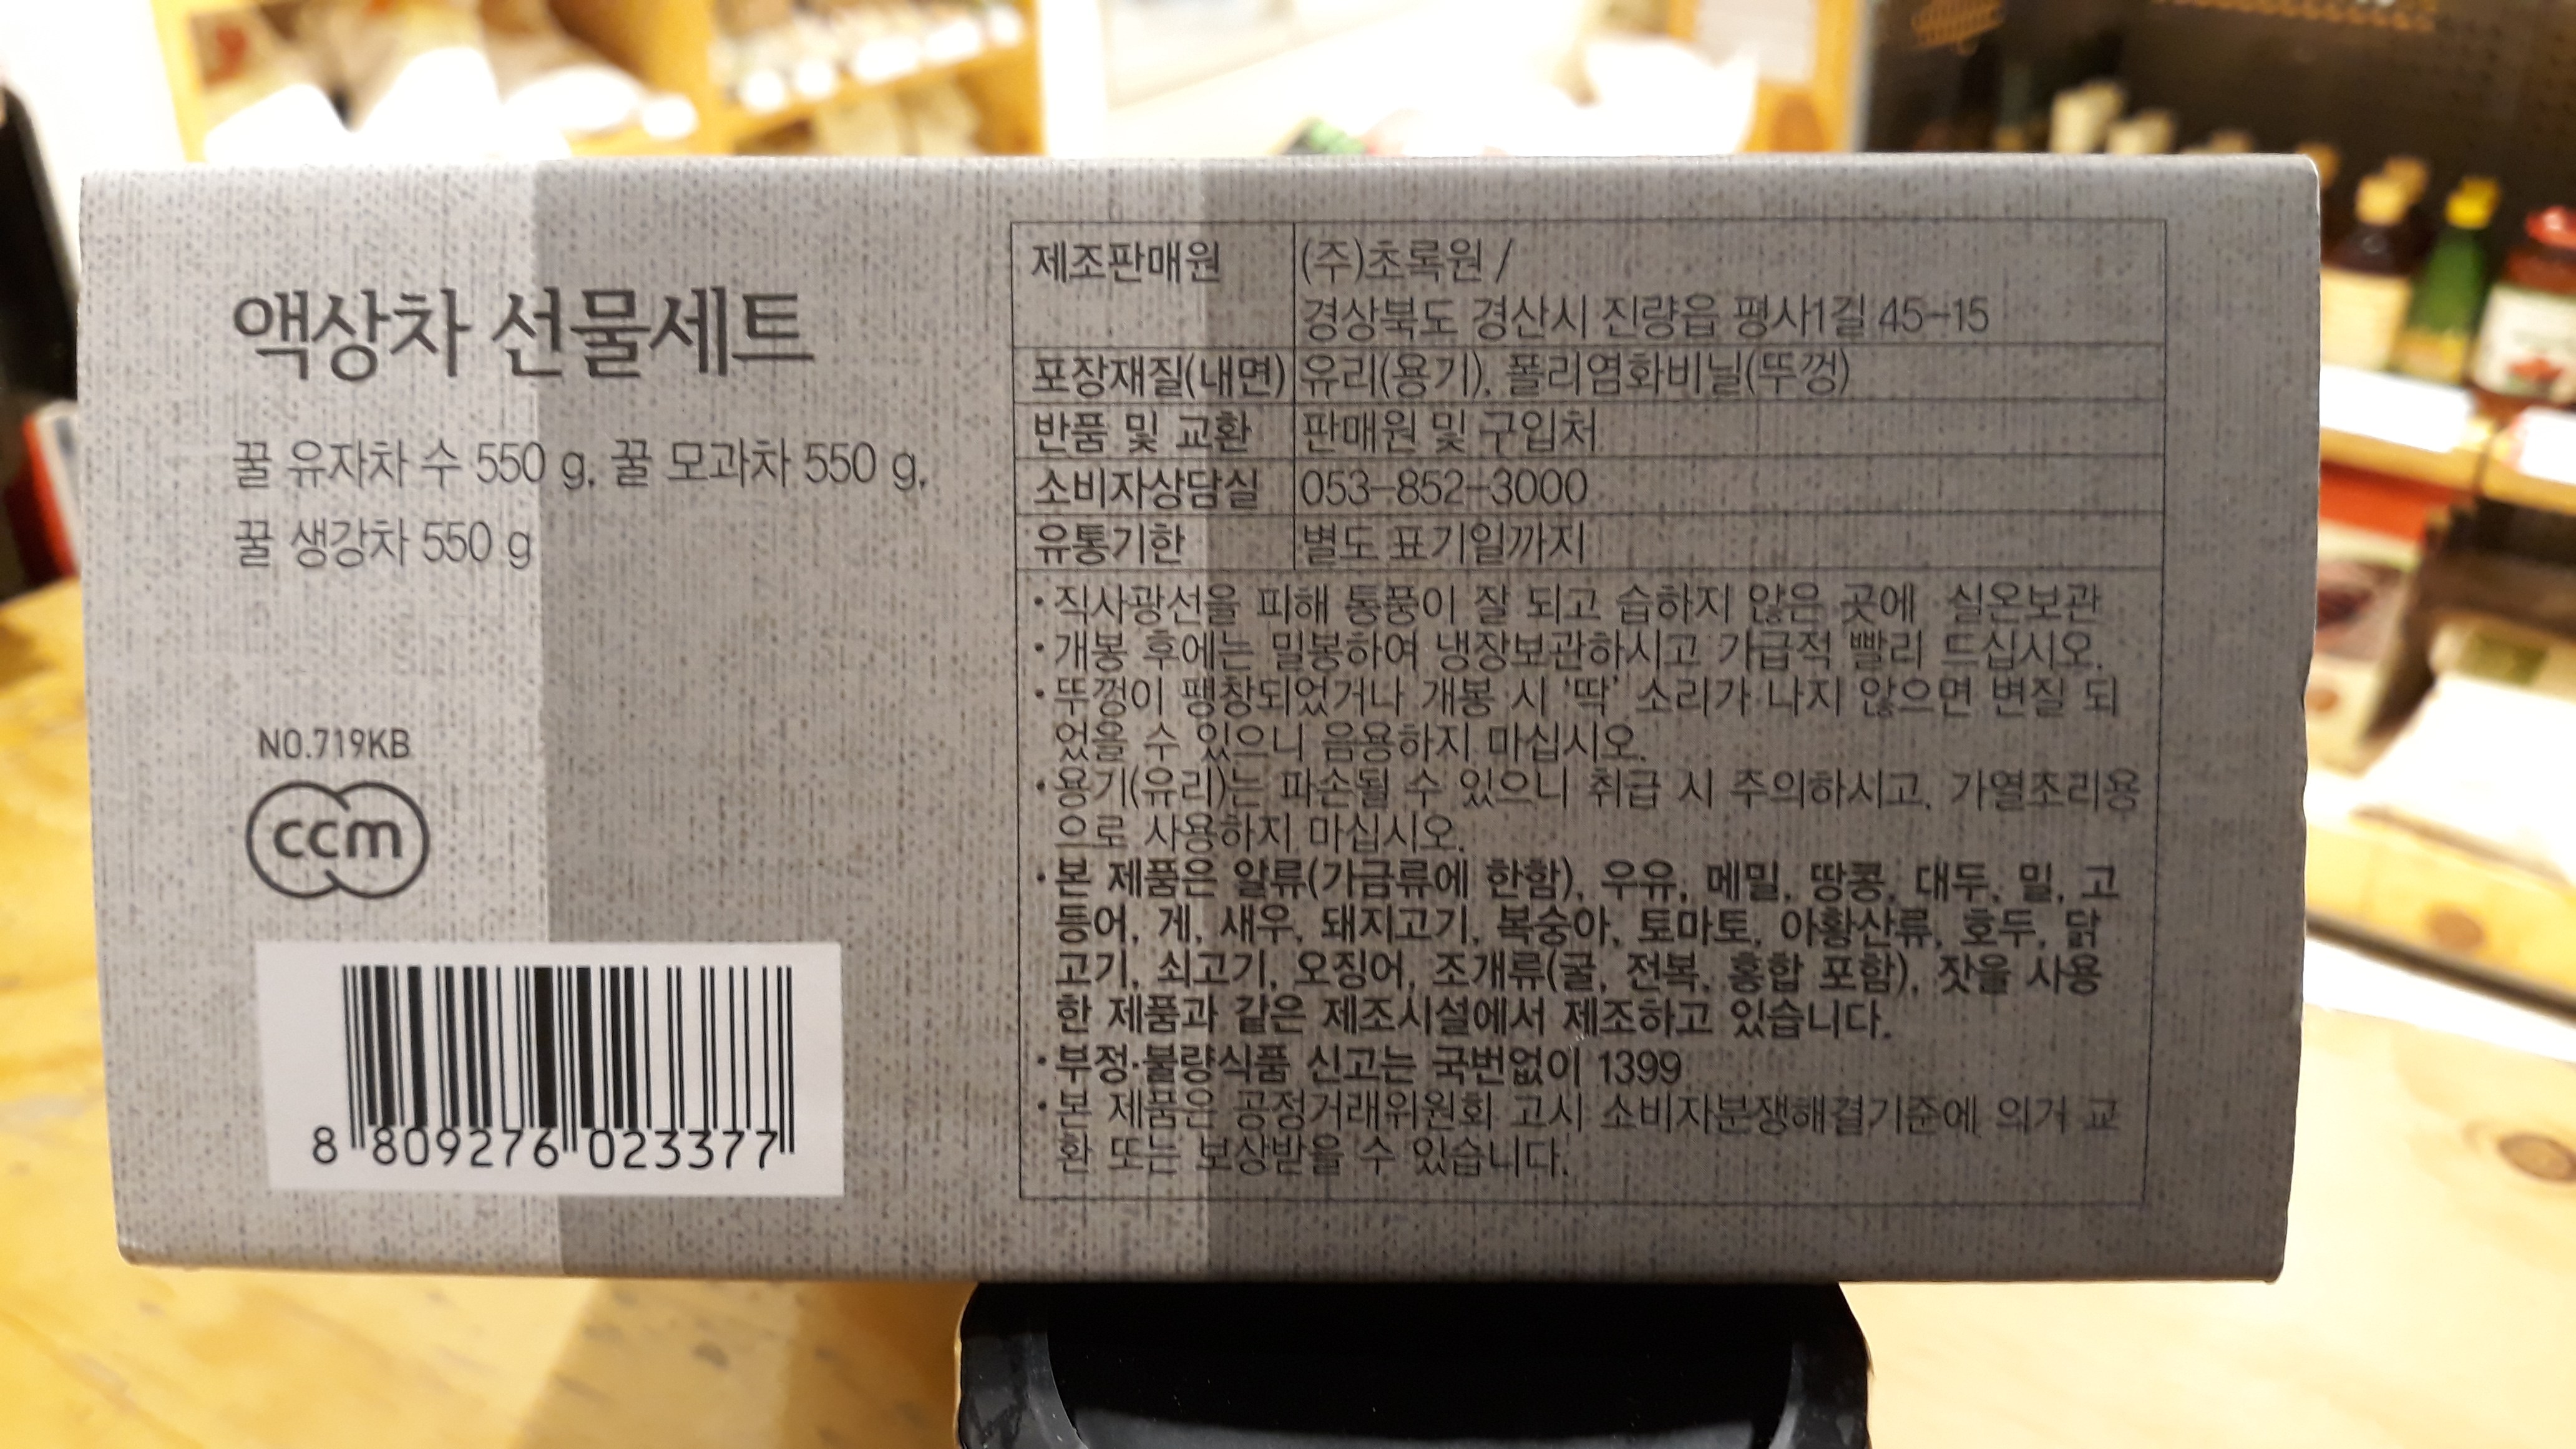 액상차 선물세트
꿀 유자차 수 550 g, 꿀 모과차 550 g,
꿀 생강차 550 g
NO.719KB
ccm
8 809276 023377
제조판매원 (주)초록원 /
경상북도 경산시 진량읍 평사1길 45-15
포장재질(내면) 유리(용기), 폴리염화비닐(뚜껑)
반품 및 교환 판매원 및 구입처
소비자상담실 053-852-3000
유통기한 별도 표기일까지
·직사광선을 피해 통풍이 잘 되고 습하지 않은 곳에 실온보관
·개봉 후에는 밀봉하여 냉장보관하시고 가급적 빨리 드십시오.
·뚜껑이 팽창되었거나 개봉 시 '딱' 소리가 나지 않으면 변질 되
었을 수 있으니 음용하지 마십시오.
·용기(유리)는 파손될 수 있으니 취급 시 주의하시고, 가열조리용
으로 사용하지 마십시오.
·본 제품은 알류(가금류에 한함), 우유, 메밀, 땅콩, 대두, 밀, 고
등어, 게, 새우, 돼지고기, 복숭아, 토마토, 아황산류, 호두, 닭
고기, 쇠고기, 오징어, 조개류(굴, 전복, 홍합 포함), 잣을 사용
한 제품과 같은 제조시설에서 제조하고 있습니다.
·부정·불량식품 신고는 국번없이 1399
·본 제품은 공정거래위원회 고시 소비자분쟁해결기준에 의거 교
환 또는 보상받을 수 있습니다.